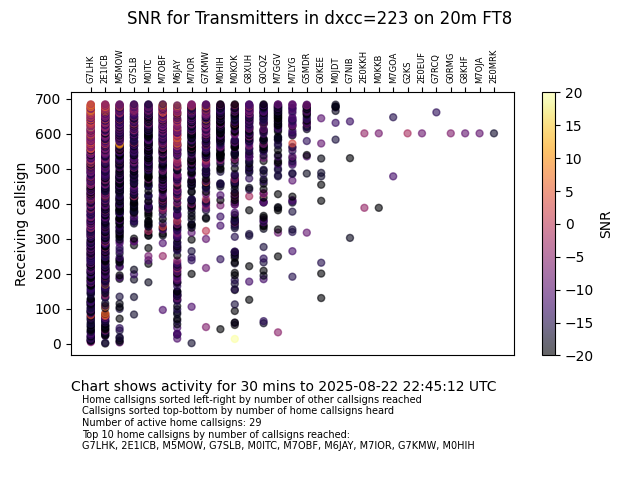 SNR for Transmitters in dxcc=223 on 20m FT8
G7LHK 2E1ICB M5MOW G7SLB M0ITC M7OBF M6JAY M7IOR G7KMW M0HIH M0KOK G8XUH G0CQZ M7GGV M7LYG G5MDR G0KEE M0JDT G7NIB 2E0KKH M0KKB M7GOA G2KS 2E0EUF G7RCQ G0RMG G8KHF M7OJA 2E0MRK
Receiving callsign
700
600
500
400
300
200
100
0
20
15
10
5
0
−5
−10
−15
−20
SNR
Chart shows activity for 30 mins to 2025-08-22 22:45:12 UTC
Home callsigns sorted left-right by number of other callsigns reached
Callsigns sorted top-bottom by number of home callsigns heard
Number of active home callsigns: 29
Top 10 home callsigns by number of callsigns reached:
G7LHK, 2E1ICB, M5MOW, G7SLB, M0ITC, M7OBF, M6JAY, M7IOR, G7KMW, M0HIH